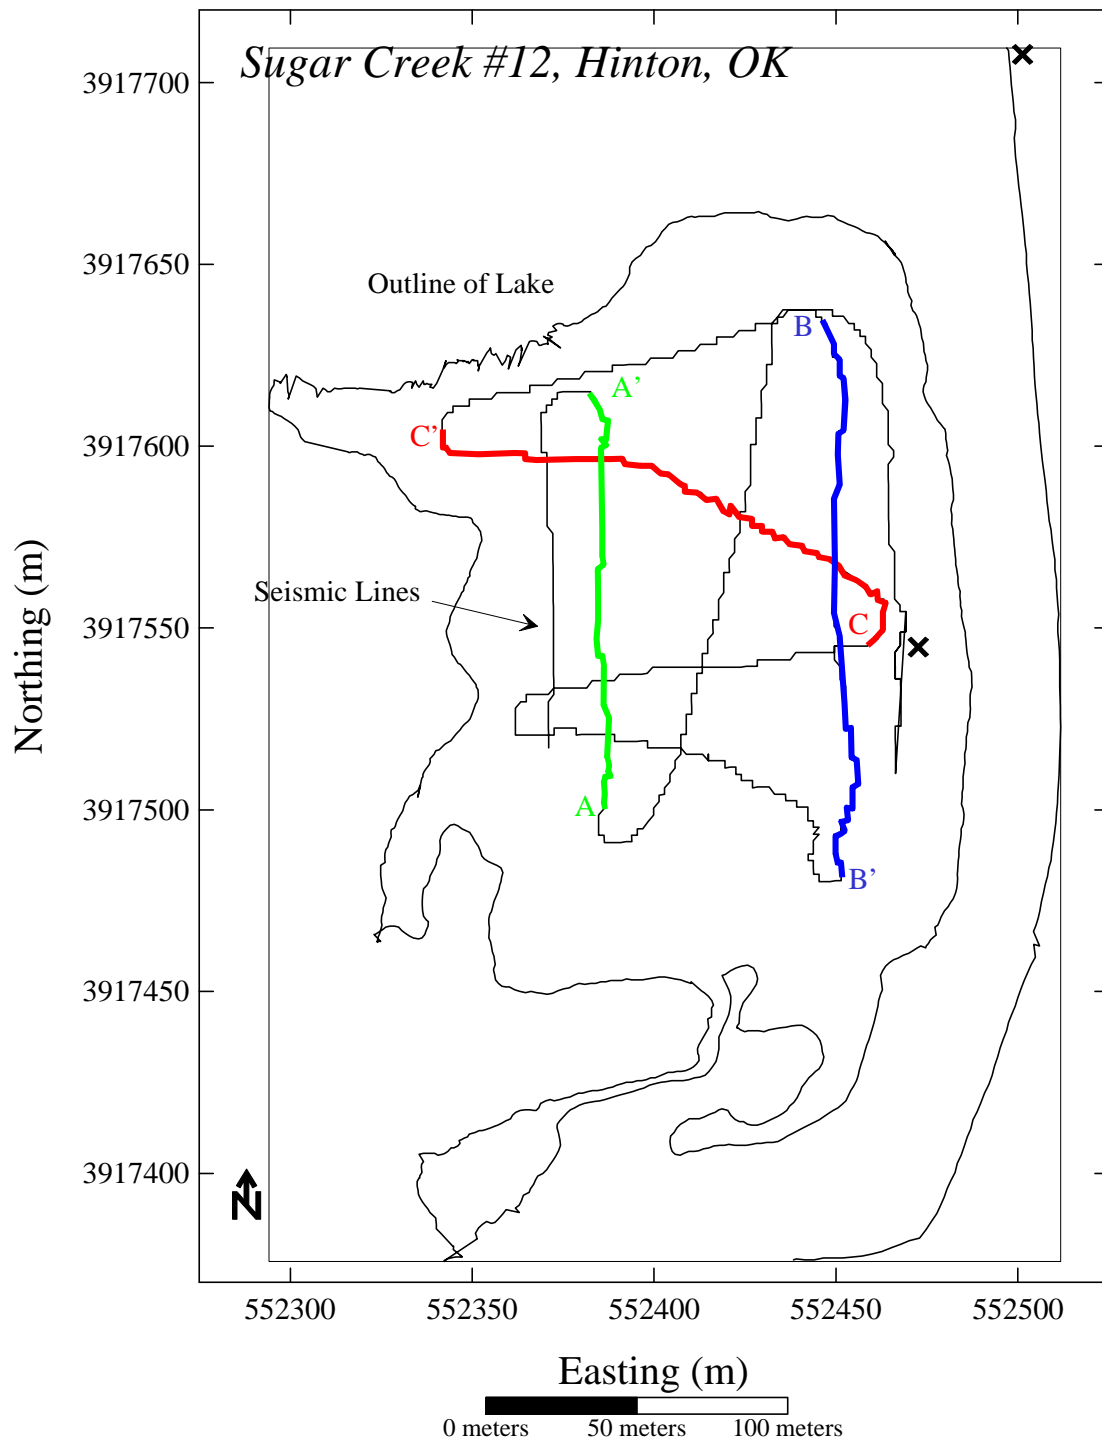 Sugar Creek #12, Hinton, OK
3917700
3917650
3917600
3917550
3917500
3917450
3917400
Northing (m)
Outline of Lake
B
A’
C’
Seismic Lines
C
A
B’
N
552300
552350
552400
552450
552500
Easting (m)
0 meters
50 meters
100 meters